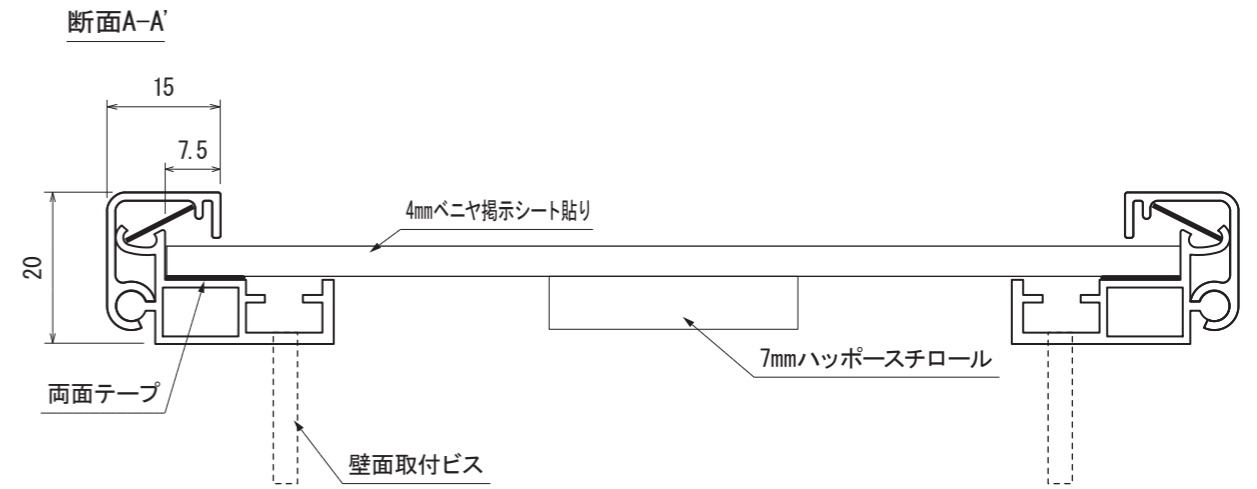 断面A-A'
15
7.5
4mmベニヤ掲示シート貼り
20
7mmハッポースチロール
両面テープ
壁面取付ビス